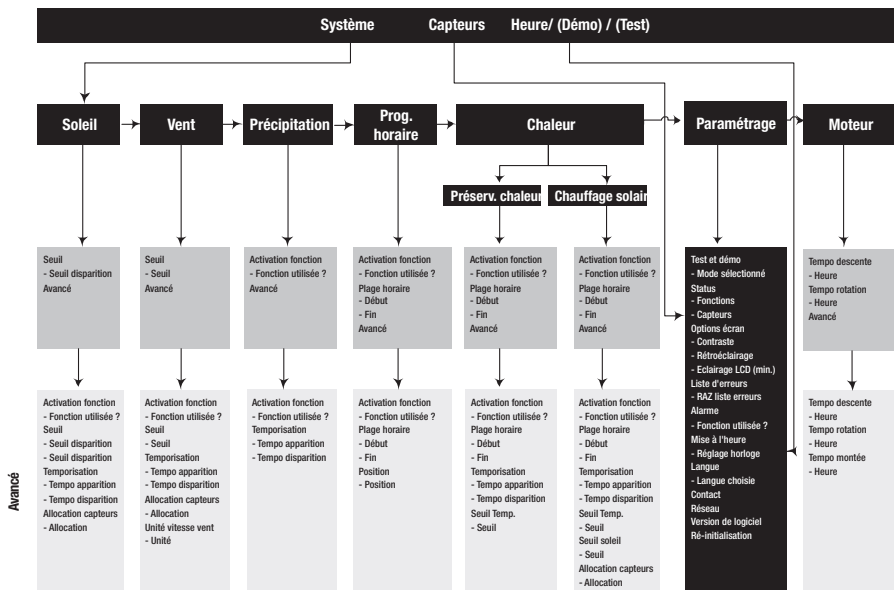 Système
Capteurs
Heure/ (Démo) / (Test)
Soleil
Vent
Précipitation
Prog.
horaire
Chaleur
Paramétrage
Moteur
Préserv. chaleur
Chauffage solair
Seuil
- Seuil disparition
Avancé
Seuil
- Seuil
Avancé
Activation fonction
- Fonction utilisée ?
Avancé
Activation fonction
- Fonction utilisée ?
Plage horaire
- Début
- Fin
Avancé
Activation fonction
- Fonction utilisée ?
Plage horaire
- Début
- Fin
Avancé
Activation fonction
- Fonction utilisée ?
Plage horaire
- Début
- Fin
Avancé
Test et démo
- Mode sélectionné
Status
- Fonctions
- Capteurs
Options écran
- Contraste
- Rétroéclairage
- Eclairage LCD (min.)
Liste d'erreurs
- RAZ liste erreurs
Alarme
- Fonction utilisée ?
Mise à l'heure
- Réglage horloge
Langue
- Langue choisie
Contact
Réseau
Version de logiciel
Ré-initialisation
Tempo descente
- Heure
Tempo rotation
- Heure
Avancé
Avancé
Activation fonction
- Fonction utilisée ?
Seuil
- Seuil disparition
- Seuil disparition
Temporisation
- Tempo apparition
- Tempo disparition
Allocation capteurs
- Allocation
Activation fonction
- Fonction utilisée ?
Seuil
- Seuil
Temporisation
- Tempo apparition
- Tempo disparition
Allocation capteurs
- Allocation
Unité vitesse vent
- Unité
Activation fonction
- Fonction utilisée ?
Temporisation
- Tempo apparition
- Tempo disparition
Activation fonction
- Fonction utilisée ?
Plage horaire
- Début
- Fin
Position
- Position
Activation fonction
- Fonction utilisée ?
Plage horaire
- Début
- Fin
Temporisation
- Tempo apparition
- Tempo disparition
Seuil Temp.
- Seuil
Activation fonction
- Fonction utilisée ?
Plage horaire
- Début
- Fin
Temporisation
- Tempo apparition
- Tempo disparition
Seuil Temp.
- Seuil
Seuil soleil
- Seuil
Allocation capteurs
- Allocation
Tempo descente
- Heure
Tempo rotation
- Heure
Tempo montée
- Heure